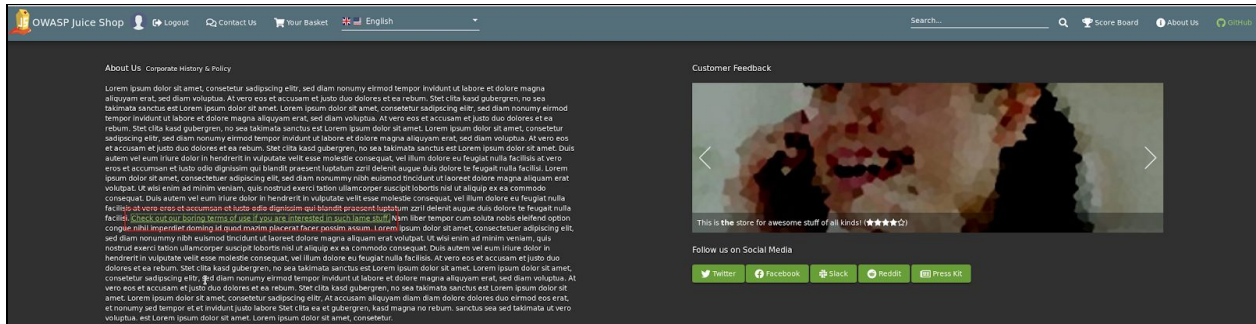 OWASP Juice Shop Logout Contact Us Your Basket English Search... Score Board About Us GitHub
About Us Corporate History & Policy
Lorem ipsum dolor sit amet, consetetur sadipscing elitr, sed diam nonumy eirmod tempor invidunt ut labore et dolore magna
aliquyam erat, sed diam voluptua. At vero eos et accusam et justo duo dolores et ea rebum. Stet clita kasd gubergren, no sea
takimata sanctus est Lorem ipsum dolor sit amet. Lorem ipsum dolor sit amet, consetetur sadipscing elitr, sed diam nonumy eirmod
tempor invidunt ut labore et dolore magna aliquyam erat, sed diam voluptua. At vero eos et accusam et justo duo dolores et ea
rebum. Stet clita kasd gubergren, no sea takimata sanctus est Lorem ipsum dolor sit amet. Lorem ipsum dolor sit amet, consetetur
sadipscing elitr, sed diam nonumy eirmod tempor invidunt ut labore et dolore magna aliquyam erat, sed diam voluptua. At vero eos
et accusam et justo duo dolores et ea rebum. Stet clita kasd gubergren, no sea takimata sanctus est Lorem ipsum dolor sit amet. Duis
autem vel eum iriure dolor in hendrerit in vulputate velit esse molestie consequat, vel illum dolore eu feugiat nulla facilisis at vero
eros et accumsan et iusto odio dignissim qui blandit praesent luptatum zzril delenit augue duis dolore te feugait nulla facilisi. Lorem
ipsum dolor sit amet, consectetuer adipiscing elit, sed diam nonummy nibh euismod tincidunt ut laoreet dolore magna aliquam erat
volutpat. Ut wisi enim ad minim veniam, quis nostrud exerci tation ullamcorper suscipit lobortis nisl ut aliquip ex ea commodo
consequat. Duis autem vel eum iriure dolor in hendrerit in vulputate velit esse molestie consequat, vel illum dolore eu feugiat nulla
facilisis at vero eros et accumsan et iusto odio dignissim qui blandit praesent luptatum zzril delenit augue duis dolore te feugait nulla
facilisi. Check out our boring terms of use if you are interested in such lame stuff. Nam liber tempor cum soluta nobis eleifend option
congue nihil imperdiet doming id quod mazim placerat facer possim assum. Lorem ipsum dolor sit amet, consectetuer adipiscing elit,
sed diam nonummy nibh euismod tincidunt ut laoreet dolore magna aliquam erat volutpat. Ut wisi enim ad minim veniam, quis
nostrud exerci tation ullamcorper suscipit lobortis nisl ut aliquip ex ea commodo consequat. Duis autem vel eum iriure dolor in
hendrerit in vulputate velit esse molestie consequat, vel illum dolore eu feugiat nulla facilisis. At vero eos et accusam et justo duo
dolores et ea rebum. Stet clita kasd gubergren, no sea takimata sanctus est Lorem ipsum dolor sit amet. Lorem ipsum dolor sit amet,
consetetur sadipscing elitr, sed diam nonumy eirmod tempor invidunt ut labore et dolore magna aliquyam erat, sed diam voluptua. At
vero eos et accusam et justo duo dolores et ea rebum. Stet clita kasd gubergren, no sea takimata sanctus est Lorem ipsum dolor sit
amet. Lorem ipsum dolor sit amet, consetetur sadipscing elitr, At accusam aliquyam diam diam dolore dolores duo eirmod eos erat,
et nonumy sed tempor et et invidunt justo labore Stet clita ea et gubergren, kasd magna no rebum. sanctus sea sed takimata ut vero
voluptua. est Lorem ipsum dolor sit amet. Lorem ipsum dolor sit amet, consetetur.
Customer Feedback
This is the store for awesome stuff of all kinds! (★★★★☆)
Follow us on Social Media
Twitter Facebook Slack Reddit Press Kit